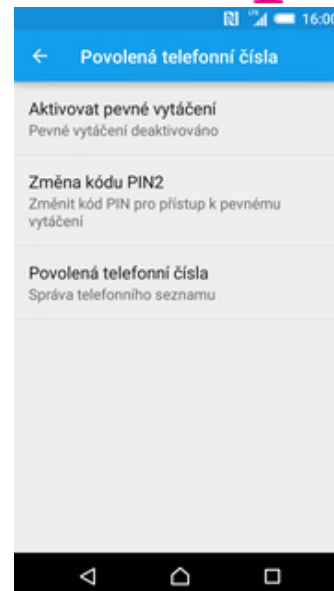 16:00
Povolená telefonní čísla
Aktivovat pevné vytáčení
Pevné vytáčení deaktivováno
Změna kódu PIN2
Změnit kód PIN pro přístup k pevnému
vytáčení
Povolená telefonní čísla
Správa telefonního seznamu